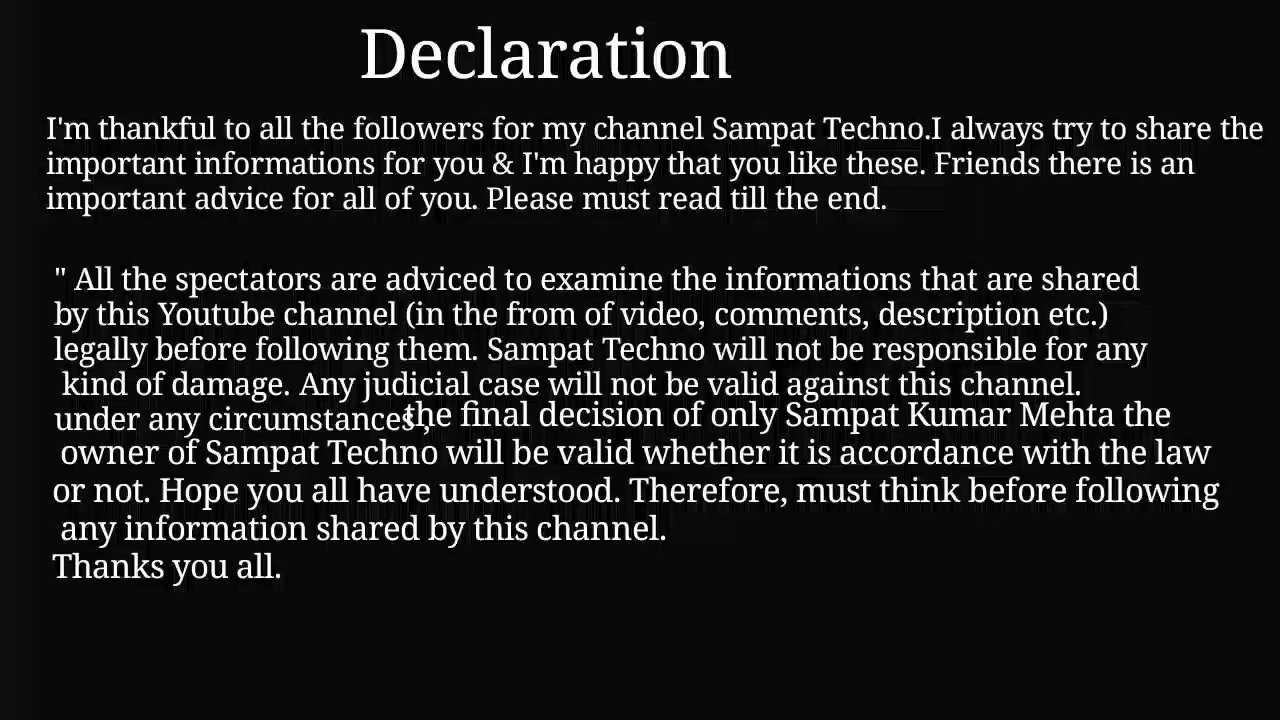 Declaration
I'm thankful to all the followers for my channel Sampat Techno.I always try to share the
important informations for you & I'm happy that you like these. Friends there is an
important advice for all of you. Please must read till the end.
" All the spectators are adviced to examine the informations that are shared
by this Youtube channel (in the from of video, comments, description etc.)
legally before following them. Sampat Techno will not be responsible for any
kind of damage. Any judicial case will not be valid against this channel.
under any circumstances, the final decision of only Sampat Kumar Mehta the
owner of Sampat Techno will be valid whether it is accordance with the law
or not. Hope you all have understood. Therefore, must think before following
any information shared by this channel.
Thanks you all.